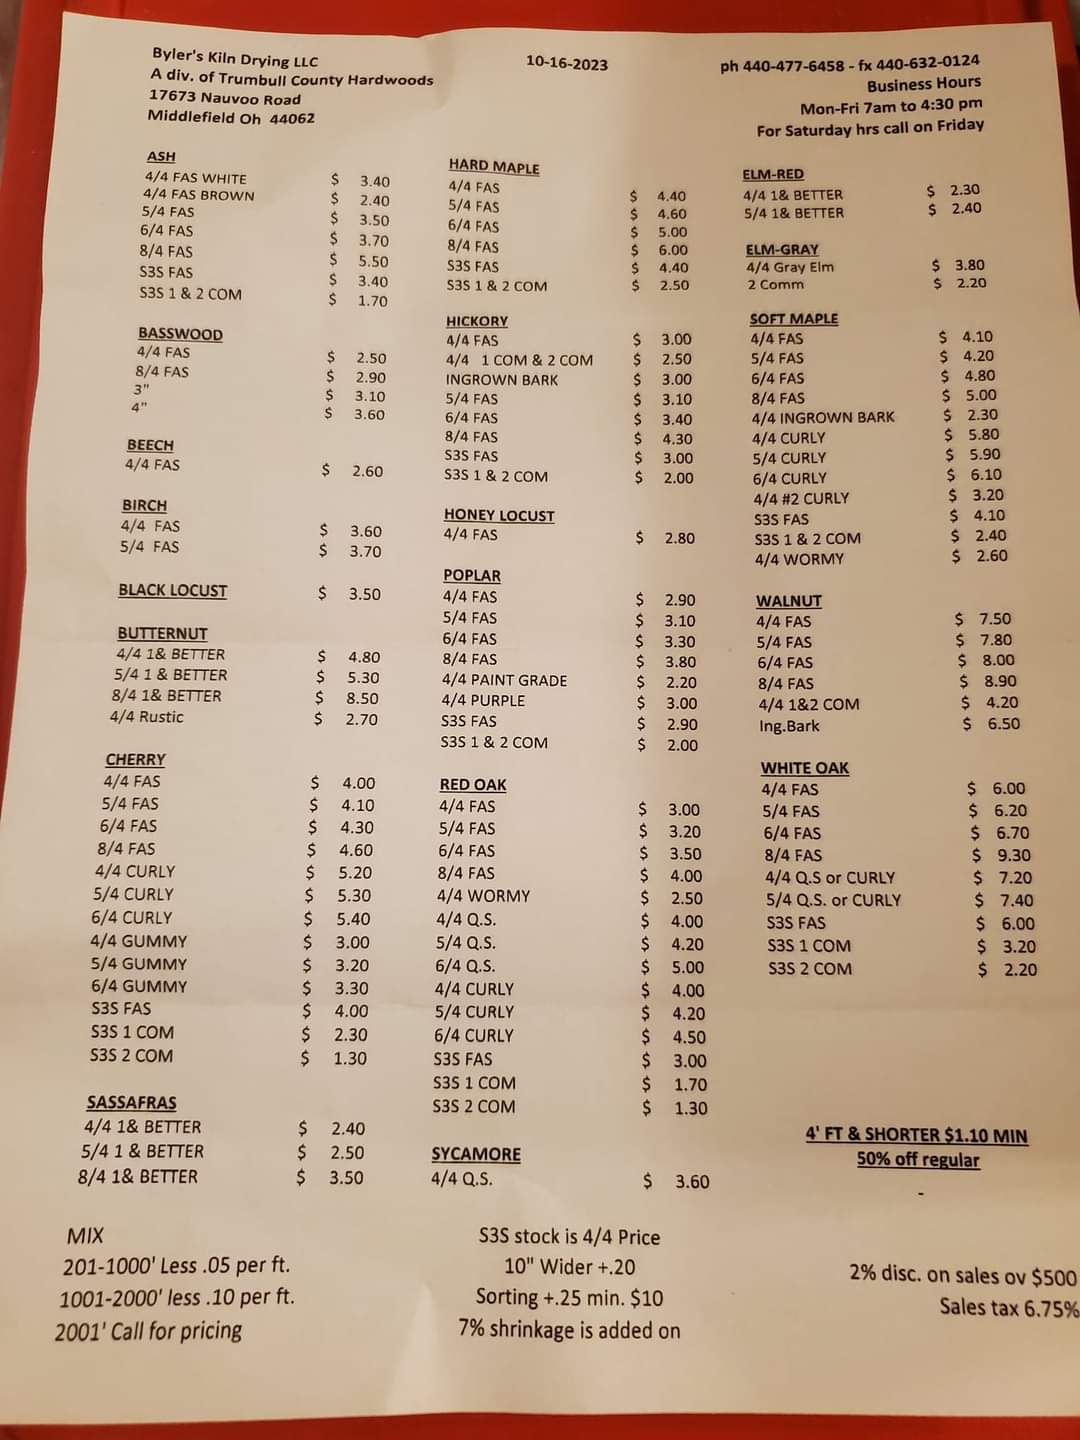 Byler's Kiln Drying LLC
A div. of Trumbull County Hardwoods
17673 Nauvoo Road
Middlefield Oh 44062
10-16-2023
ph 440-477-6458 - fx 440-632-0124
Business Hours
Mon-Fri 7am to 4:30 pm
For Saturday hrs call on Friday
ASH
4/4 FAS WHITE $ 3.40
4/4 FAS BROWN $ 2.40
5/4 FAS $ 3.50
6/4 FAS $ 3.70
8/4 FAS $ 5.50
S3S FAS $ 3.40
S3S 1 & 2 COM $ 1.70
BASSWOOD
4/4 FAS $ 2.50
8/4 FAS $ 2.90
3" $ 3.10
4" $ 3.60
BEECH
4/4 FAS $ 2.60
BIRCH
4/4 FAS $ 3.60
5/4 FAS $ 3.70
BLACK LOCUST $ 3.50
BUTTERNUT
4/4 1& BETTER $ 4.80
5/4 1 & BETTER $ 5.30
8/4 1& BETTER $ 8.50
4/4 Rustic $ 2.70
CHERRY
4/4 FAS $ 4.00
5/4 FAS $ 4.10
6/4 FAS $ 4.30
8/4 FAS $ 4.60
4/4 CURLY $ 5.20
5/4 CURLY $ 5.30
6/4 CURLY $ 5.40
4/4 GUMMY $ 3.00
5/4 GUMMY $ 3.20
6/4 GUMMY $ 3.30
S3S FAS $ 4.00
S3S 1 COM $ 2.30
S3S 2 COM $ 1.30
SASSAFRAS
4/4 1& BETTER $ 2.40
5/4 1 & BETTER $ 2.50
8/4 1& BETTER $ 3.50
HARD MAPLE
4/4 FAS $ 4.40
5/4 FAS $ 4.60
6/4 FAS $ 5.00
8/4 FAS $ 6.00
S3S FAS $ 4.40
S3S 1 & 2 COM $ 2.50
HICKORY
4/4 FAS $ 3.00
4/4 1 COM & 2 COM $ 2.50
INGROWN BARK $ 3.00
5/4 FAS $ 3.10
6/4 FAS $ 3.40
8/4 FAS $ 4.30
S3S FAS $ 3.00
S3S 1 & 2 COM $ 2.00
HONEY LOCUST
4/4 FAS $ 2.80
POPLAR
4/4 FAS $ 2.90
5/4 FAS $ 3.10
6/4 FAS $ 3.30
8/4 FAS $ 3.80
4/4 PAINT GRADE $ 2.20
4/4 PURPLE $ 3.00
S3S FAS $ 2.90
S3S 1 & 2 COM $ 2.00
RED OAK
4/4 FAS $ 3.00
5/4 FAS $ 3.20
6/4 FAS $ 3.50
8/4 FAS $ 4.00
4/4 WORMY $ 2.50
4/4 Q.S. $ 4.00
5/4 Q.S. $ 4.20
6/4 Q.S. $ 5.00
4/4 CURLY $ 4.00
5/4 CURLY $ 4.20
6/4 CURLY $ 4.50
S3S FAS $ 3.00
S3S 1 COM $ 1.70
S3S 2 COM $ 1.30
SYCAMORE
4/4 Q.S. $ 3.60
ELM-RED
4/4 1& BETTER $ 2.30
5/4 1& BETTER $ 2.40
ELM-GRAY
4/4 Gray Elm $ 3.80
2 Comm $ 2.20
SOFT MAPLE
4/4 FAS $ 4.10
5/4 FAS $ 4.20
6/4 FAS $ 4.80
8/4 FAS $ 5.00
4/4 INGROWN BARK $ 2.30
4/4 CURLY $ 5.80
5/4 CURLY $ 5.90
6/4 CURLY $ 6.10
4/4 #2 CURLY $ 3.20
S3S FAS $ 4.10
S3S 1 & 2 COM $ 2.40
4/4 WORMY $ 2.60
WALNUT
4/4 FAS $ 7.50
5/4 FAS $ 7.80
6/4 FAS $ 8.00
8/4 FAS $ 8.90
4/4 1&2 COM $ 4.20
Ing.Bark $ 6.50
WHITE OAK
4/4 FAS $ 6.00
5/4 FAS $ 6.20
6/4 FAS $ 6.70
8/4 FAS $ 9.30
4/4 Q.S or CURLY $ 7.20
5/4 Q.S. or CURLY $ 7.40
S3S FAS $ 6.00
S3S 1 COM $ 3.20
S3S 2 COM $ 2.20
4' FT & SHORTER $1.10 MIN
50% off regular
-
MIX
201-1000' Less .05 per ft.
1001-2000' less .10 per ft.
2001' Call for pricing
S3S stock is 4/4 Price
10" Wider +.20
Sorting +.25 min. $10
7% shrinkage is added on
2% disc. on sales ov $500
Sales tax 6.75%